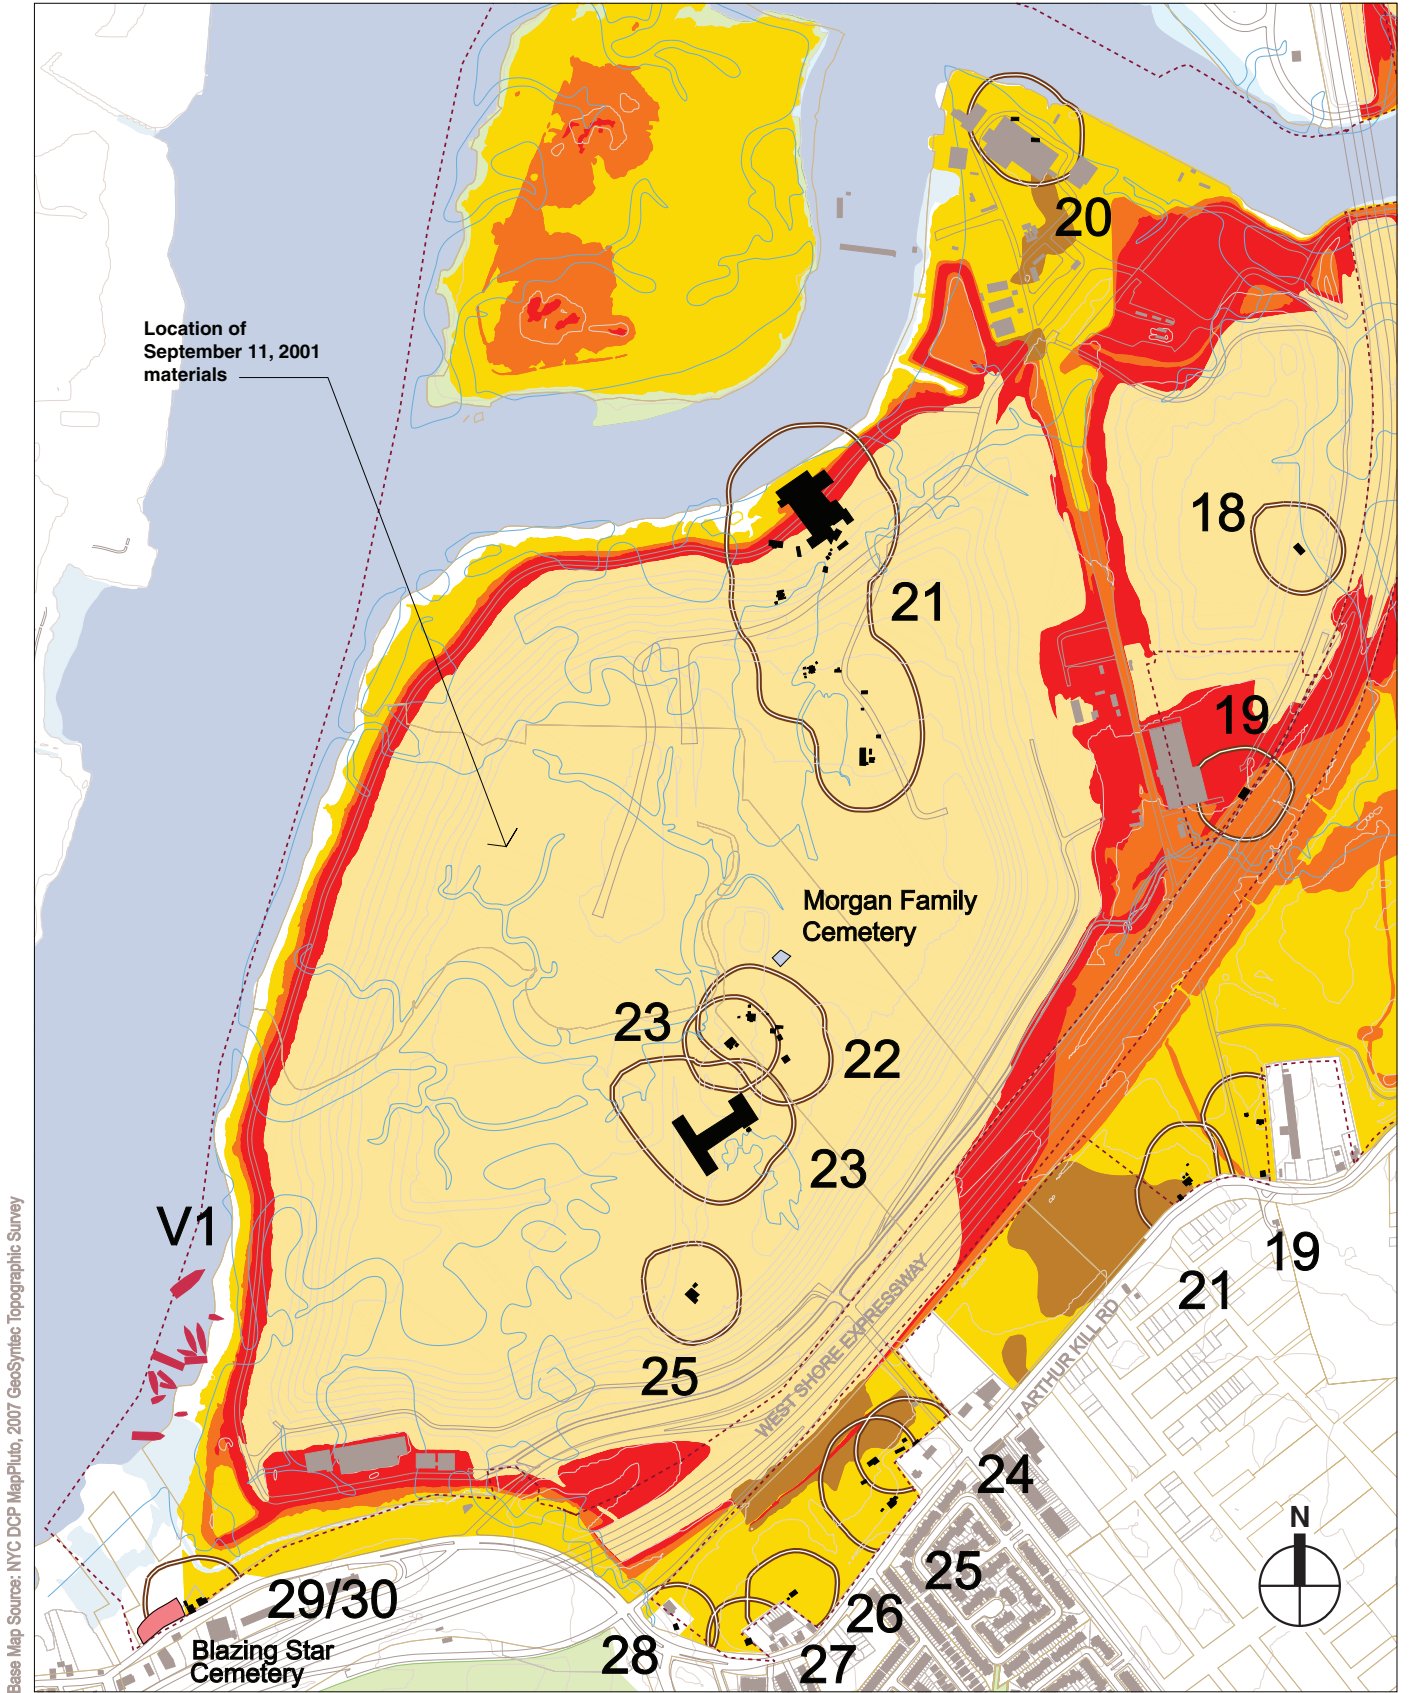 20
Location of
September 11, 2001
materials
18
21
19
Morgan Family
Cemetery
23
22
23
V1
19
21
WEST SHORE EXPRESSWAY
ARTHUR KILL RD
25
24
N
25
29/30
26
Blazing Star
Cemetery
28
27
Base Map Source: NYC DCP MapPluto, 2007 GeoSyntec Topographic Survey